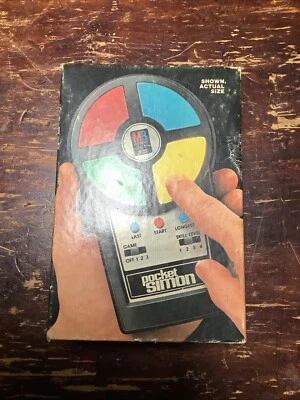 SHOWN,
ACTUAL
SIZE
LAST START LONGEST
GAME SKILL LEVEL
OFF 1 2 3 1 2 3 4
pocket
simon